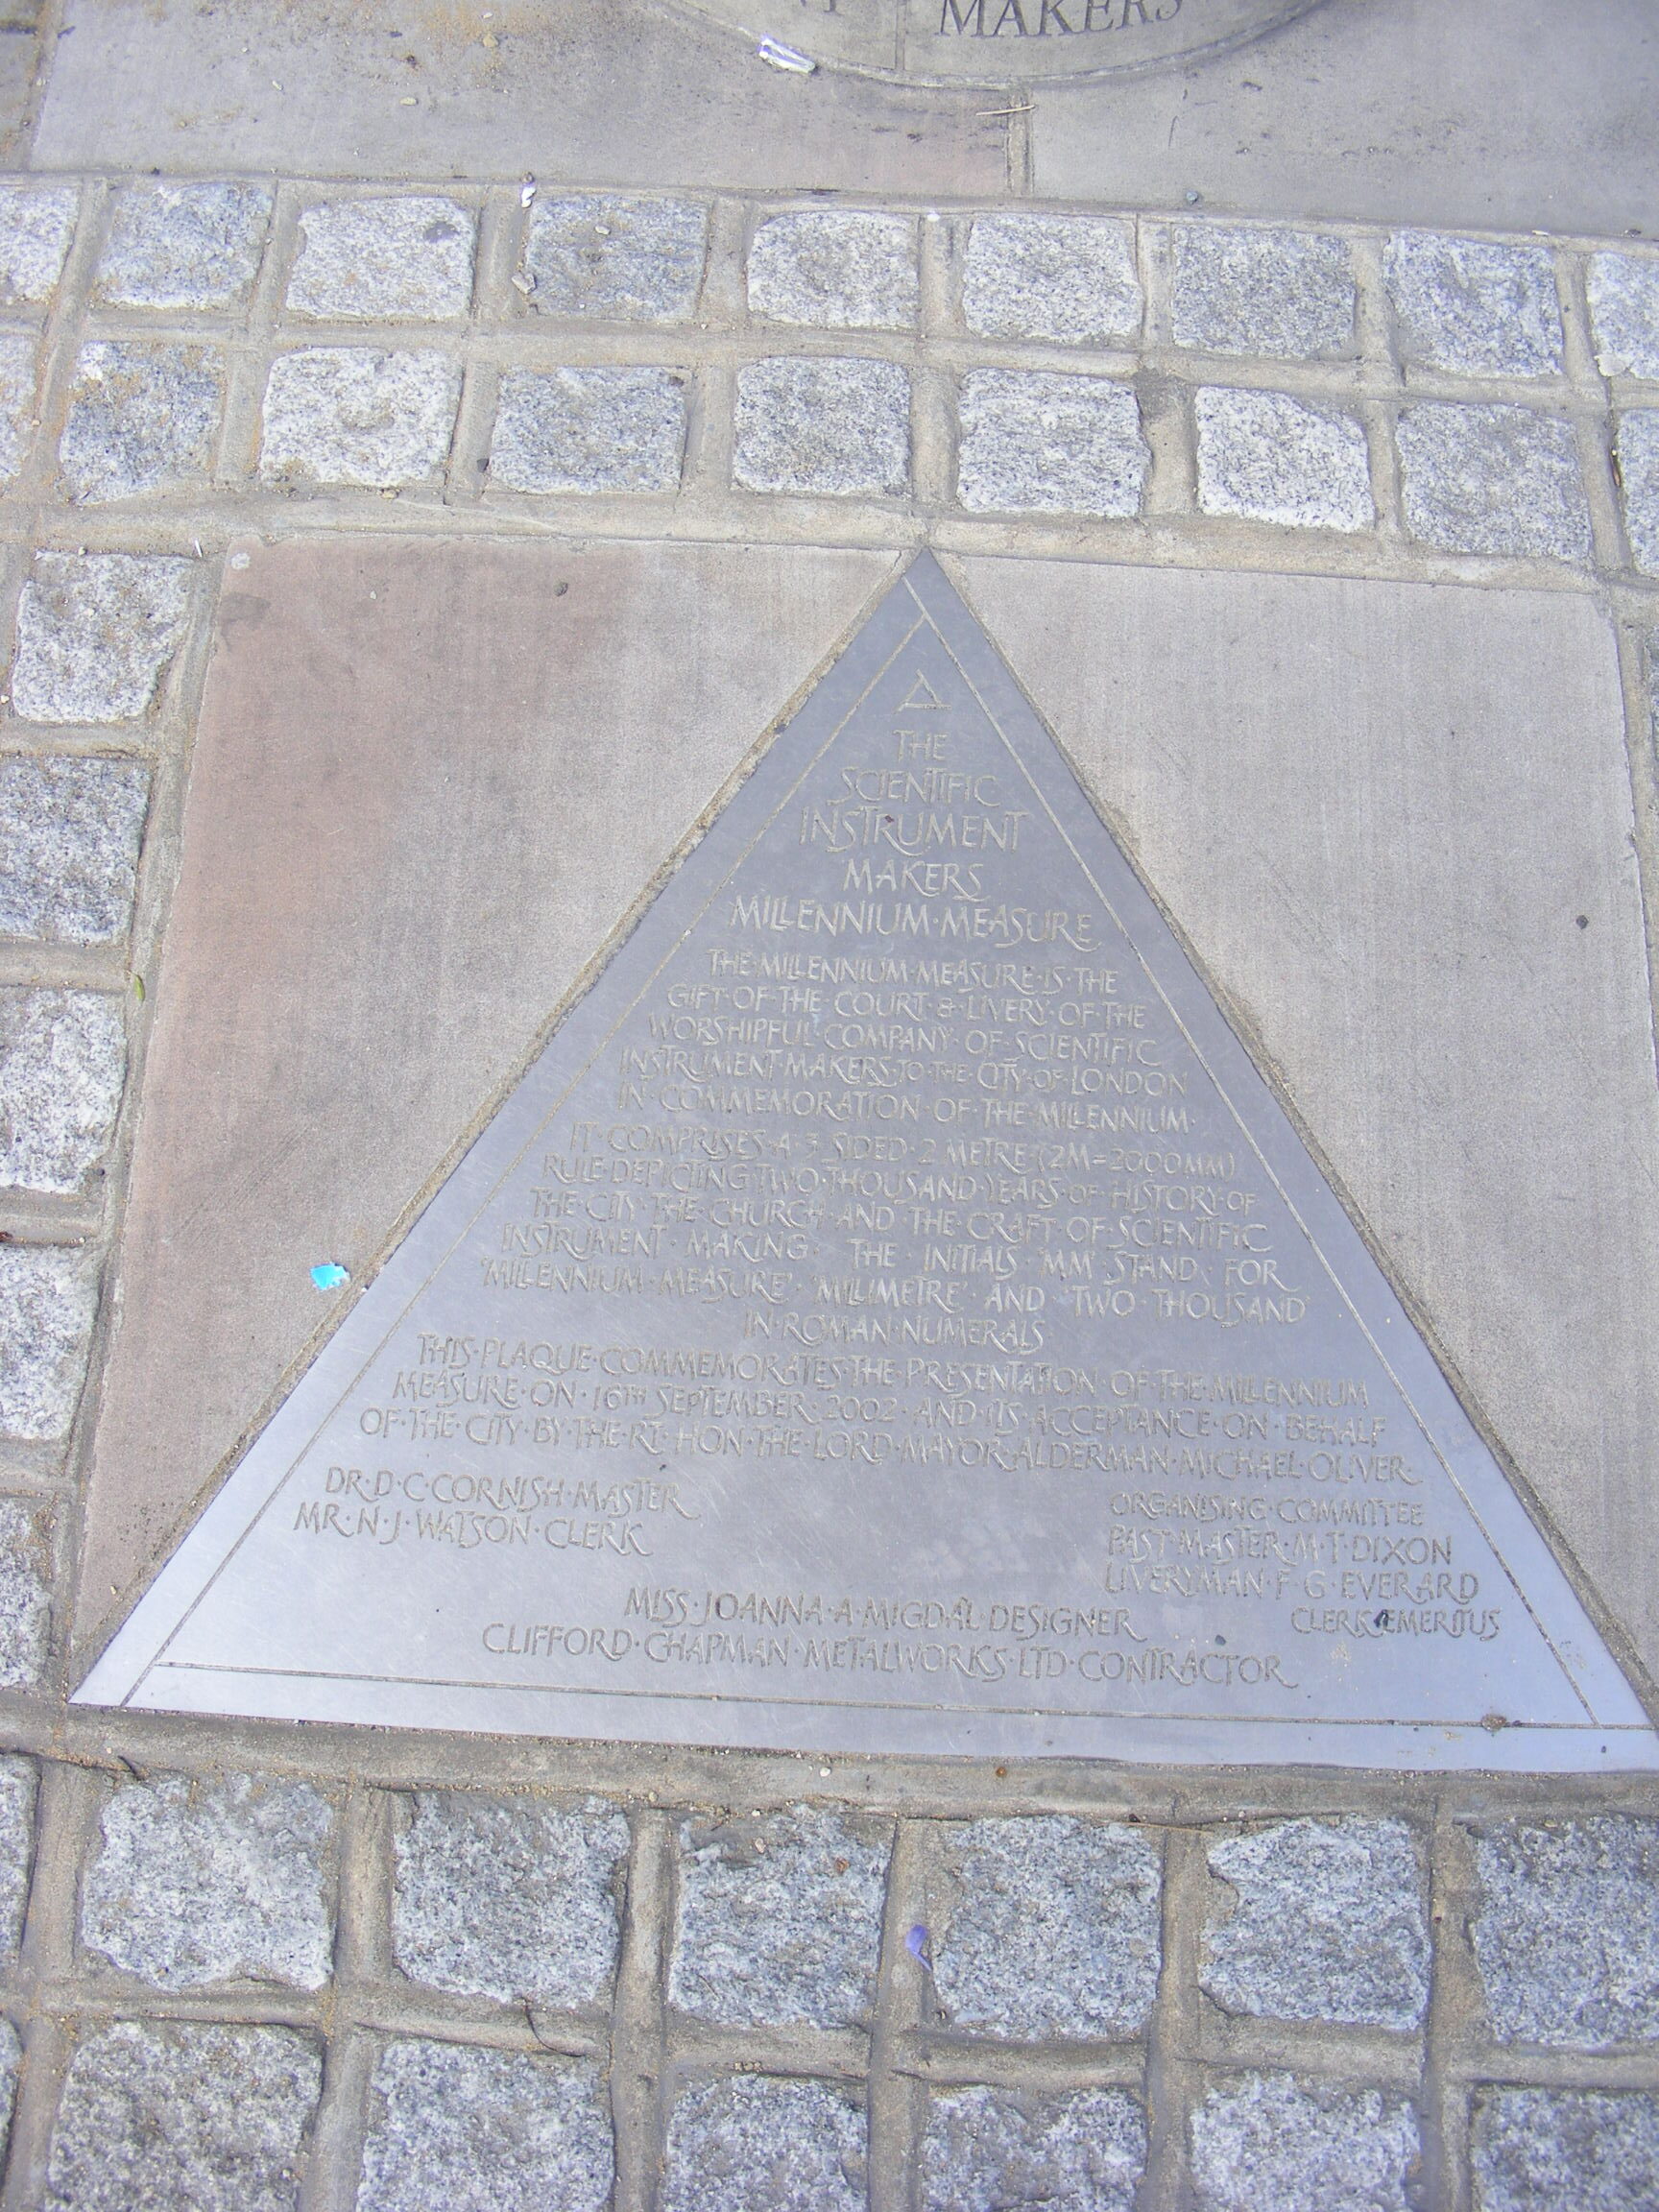 MAKERS
THE
SCIENTIFIC
INSTRUMENT
MAKERS
MILLENNIUM·MEASURE
THE·MILLENNIUM·MEASURE·IS·THE
GIFT·OF·THE·COURT·&·LIVERY·OF·THE
WORSHIPFUL·COMPANY·OF·SCIENTIFIC
INSTRUMENT·MAKERS·TO·THE·CITY·OF·LONDON
IN·COMMEMORATION·OF·THE·MILLENNIUM·
IT·COMPRISES·A·3·SIDED·2·METRE·(2M=2000MM)
RULE·DEPICTING·TWO·THOUSAND·YEARS·OF·HISTORY·OF
THE·CITY·THE·CHURCH·AND·THE·CRAFT·OF·SCIENTIFIC
INSTRUMENT·MAKING·THE·INITIALS·'MM'·STAND·FOR
'MILLENNIUM·MEASURE'·'MILLIMETRE'·AND·'TWO·THOUSAND'
IN·ROMAN·NUMERALS
THIS·PLAQUE·COMMEMORATES·THE·PRESENTATION·OF·THE·MILLENNIUM
MEASURE·ON·16TH·SEPTEMBER·2002·AND·ITS·ACCEPTANCE·ON·BEHALF
OF·THE·CITY·BY·THE·RT·HON·THE·LORD·MAYOR·ALDERMAN·MICHAEL·OLIVER
DR·D·C·CORNISH·MASTER
MR·N·J·WATSON·CLERK
ORGANISING·COMMITTEE
PAST·MASTER·M·T·DIXON
LIVERYMAN·F·G·EVERARD
CLERK·EMERITUS
MISS·JOANNA·A·MIGDAL·DESIGNER
CLIFFORD·CHAPMAN·METALWORKS·LTD·CONTRACTOR